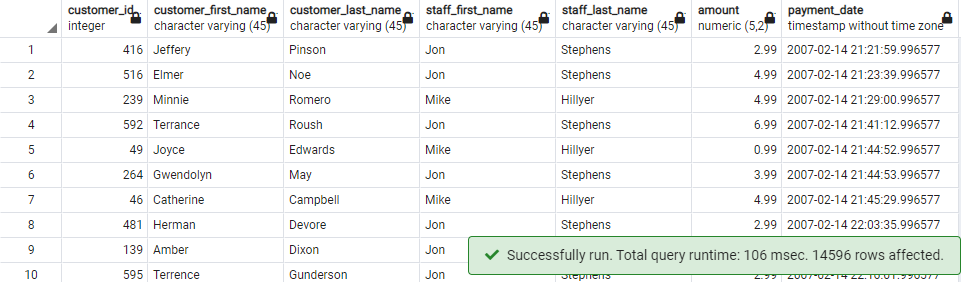 customer_id customer_first_name customer_last_name staff_first_name staff_last_name amount payment_date
integer character varying (45) character varying (45) character varying (45) character varying (45) numeric (5,2) timestamp without time zone
1 416 Jeffery Pinson Jon Stephens 2.99 2007-02-14 21:21:59.996577
2 516 Elmer Noe Jon Stephens 4.99 2007-02-14 21:23:39.996577
3 239 Minnie Romero Mike Hillyer 4.99 2007-02-14 21:29:00.996577
4 592 Terrance Roush Jon Stephens 6.99 2007-02-14 21:41:12.996577
5 49 Joyce Edwards Mike Hillyer 0.99 2007-02-14 21:44:52.996577
6 264 Gwendolyn May Jon Stephens 3.99 2007-02-14 21:44:53.996577
7 46 Catherine Campbell Mike Hillyer 4.99 2007-02-14 21:45:29.996577
8 481 Herman Devore Jon Stephens 2.99 2007-02-14 22:03:35.996577
9 139 Amber Dixon Jon
Successfully run. Total query runtime: 106 msec. 14596 rows affected.
10 595 Terrence Gunderson Jon Stephens 2.99